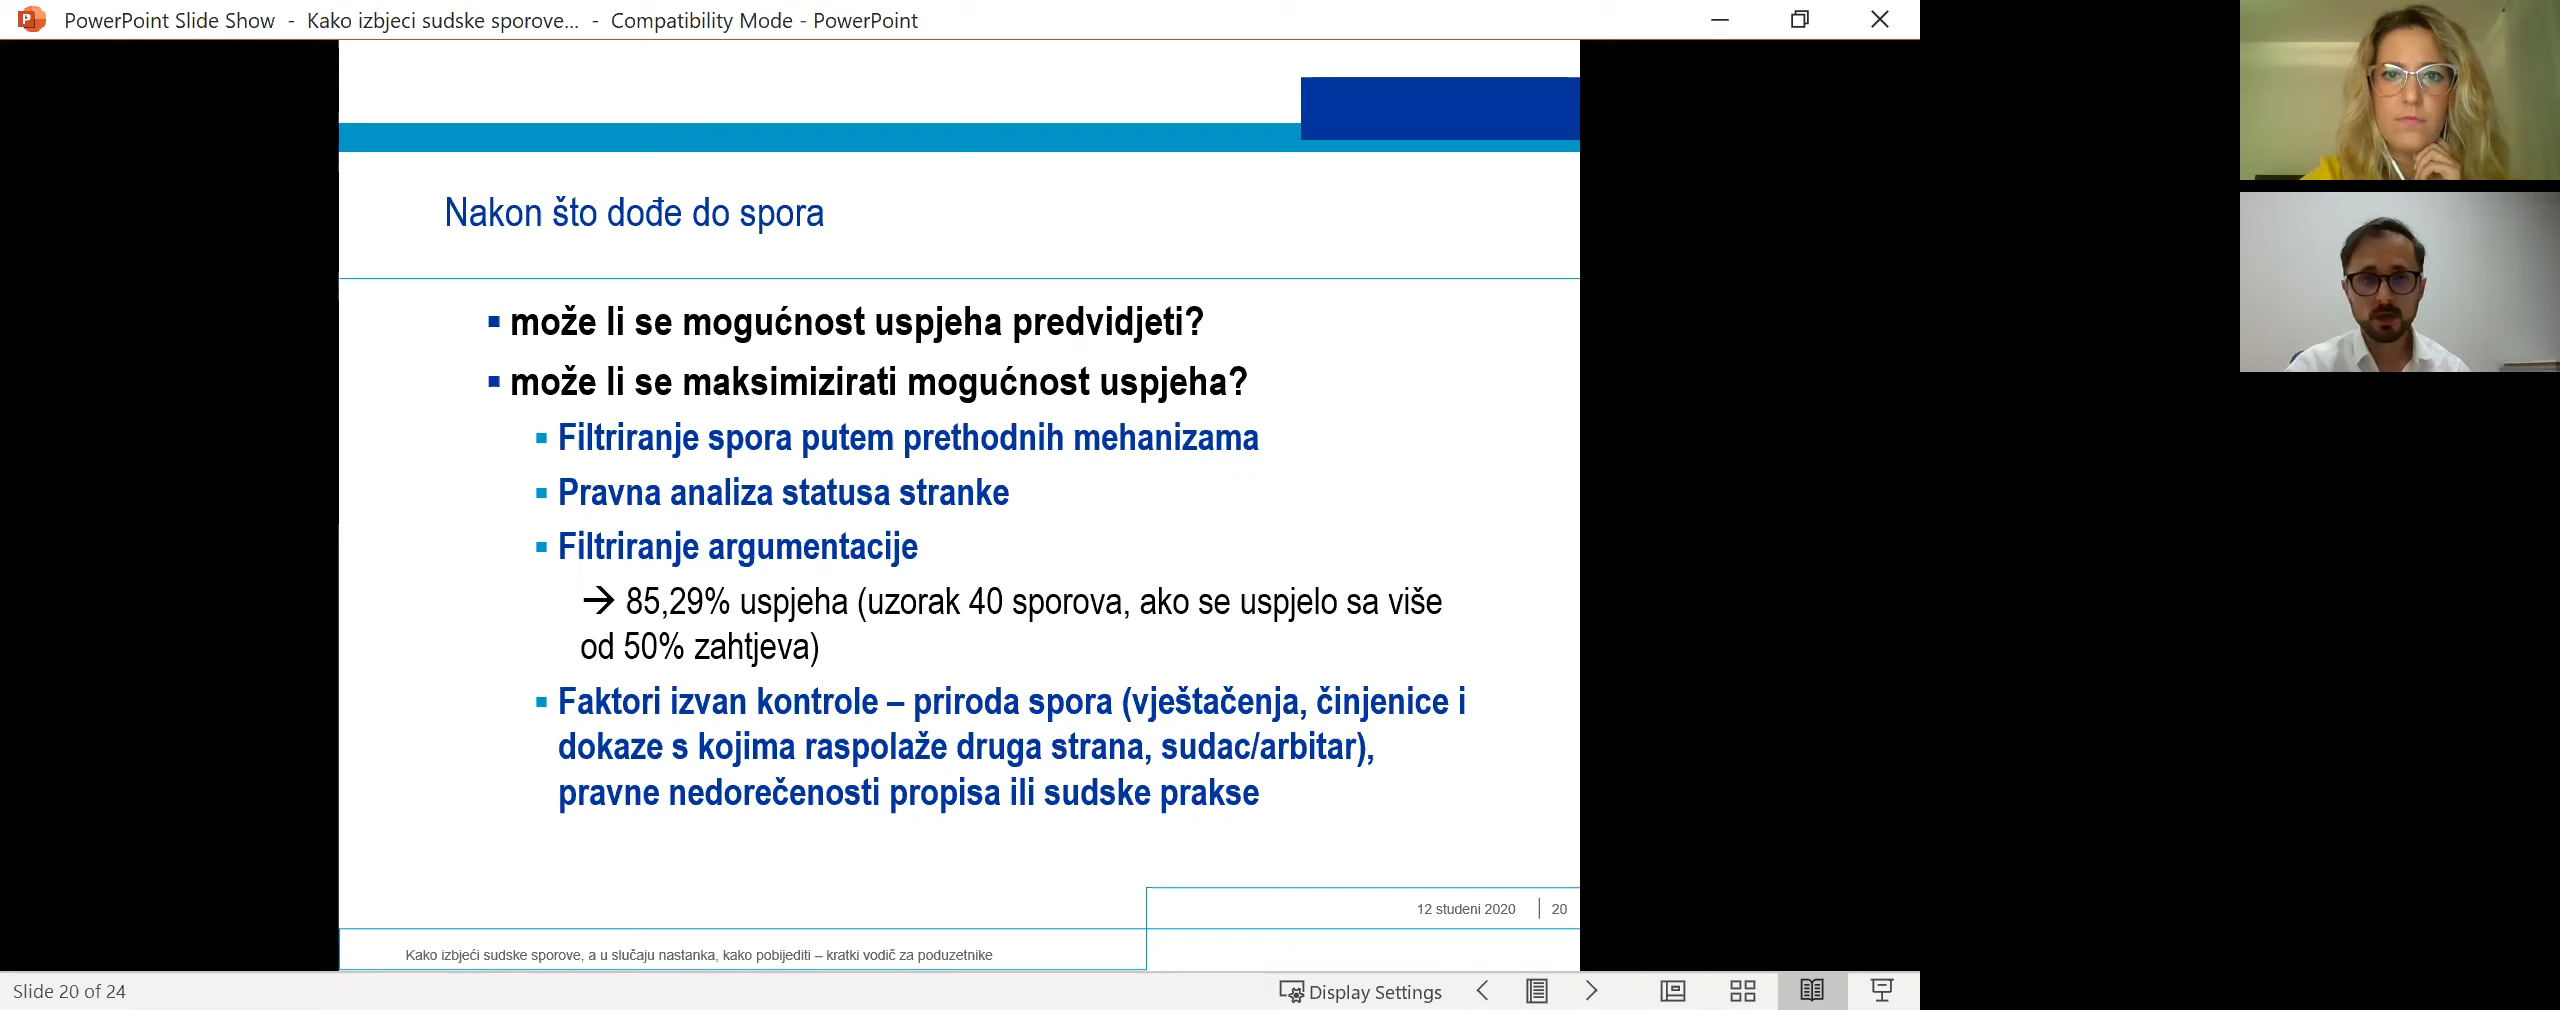 PowerPoint Slide Show - Kako izbjeci sudske sporove... - Compatibility Mode - PowerPoint
Nakon što dođe do spora
▪ može li se mogućnost uspjeha predvidjeti?
▪ može li se maksimizirati mogućnost uspjeha?
▪ Filtriranje spora putem prethodnih mehanizama
▪ Pravna analiza statusa stranke
▪ Filtriranje argumentacije
→ 85,29% uspjeha (uzorak 40 sporova, ako se uspjelo sa više
od 50% zahtjeva)
▪ Faktori izvan kontrole – priroda spora (vještačenja, činjenice i
dokaze s kojima raspolaže druga strana, sudac/arbitar),
pravne nedorečenosti propisa ili sudske prakse
12 studeni 2020 | 20
Kako izbjeći sudske sporove, a u slučaju nastanka, kako pobijediti – kratki vodič za poduzetnike
Slide 20 of 24
Display Settings